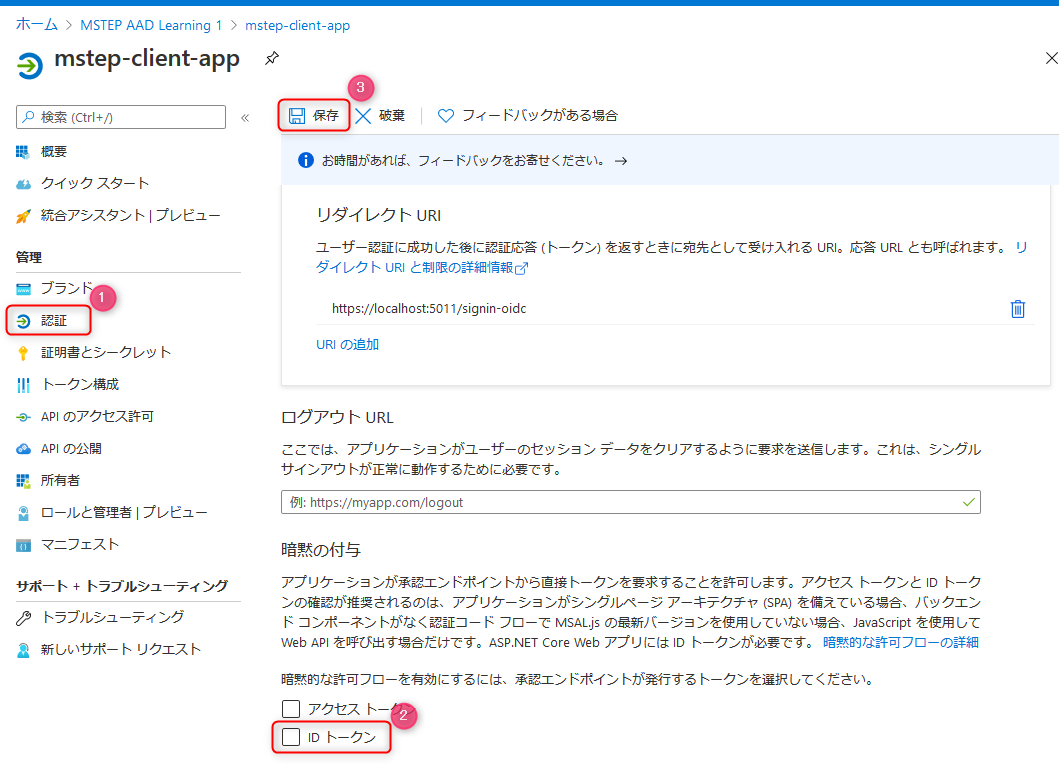 ホーム > MSTEP AAD Learning 1 > mstep-client-app
mstep-client-app
検索 (Ctrl+/)
«
概要
クイック スタート
統合アシスタント | プレビュー
管理
ブランド
1
認証
証明書とシークレット
トークン構成
API のアクセス許可
API の公開
所有者
ロールと管理者 | プレビュー
マニフェスト
サポート + トラブルシューティング
トラブルシューティング
新しいサポート リクエスト
3
保存 破棄 フィードバックがある場合
お時間があれば、フィードバックをお寄せください。 →
リダイレクト URI
ユーザー認証に成功した後に認証応答 (トークン) を返すときに宛先として受け入れる URI。応答 URL とも呼ばれます。 リ
ダイレクト URI と制限の詳細情報
https://localhost:5011/signin-oidc
URI の追加
ログアウト URL
ここでは、アプリケーションがユーザーのセッション データをクリアするように要求を送信します。これは、シングル
サインアウトが正常に動作するために必要です。
例: https://myapp.com/logout
暗黙の付与
アプリケーションが承認エンドポイントから直接トークンを要求することを許可します。アクセス トークンと ID トーク
ンの確認が推奨されるのは、アプリケーションがシングルページ アーキテクチャ (SPA) を備えている場合、バックエン
ド コンポーネントがなく認証コード フローで MSAL.js の最新バージョンを使用していない場合、JavaScript を使用して
Web API を呼び出す場合だけです。ASP.NET Core Web アプリには ID トークンが必要です。 暗黙的な許可フローの詳細
暗黙的な許可フローを有効にするには、承認エンドポイントが発行するトークンを選択してください。
アクセス トークン
2
ID トークン